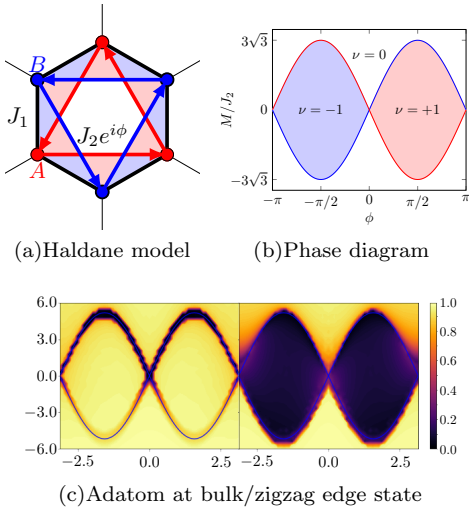 B
J₁
J₂e^{iϕ}
A
(a)Haldane model
M/J₂
3√3
0
−3√3
ν = 0
ν = −1
ν = +1
−π
−π/2
0
π/2
π
ϕ
(b)Phase diagram
6.0
3.0
0.0
−3.0
−6.0
−2.5
0.0
2.5
−2.5
0.0
2.5
1.0
0.8
0.6
0.4
0.2
0.0
(c)Adatom at bulk/zigzag edge state